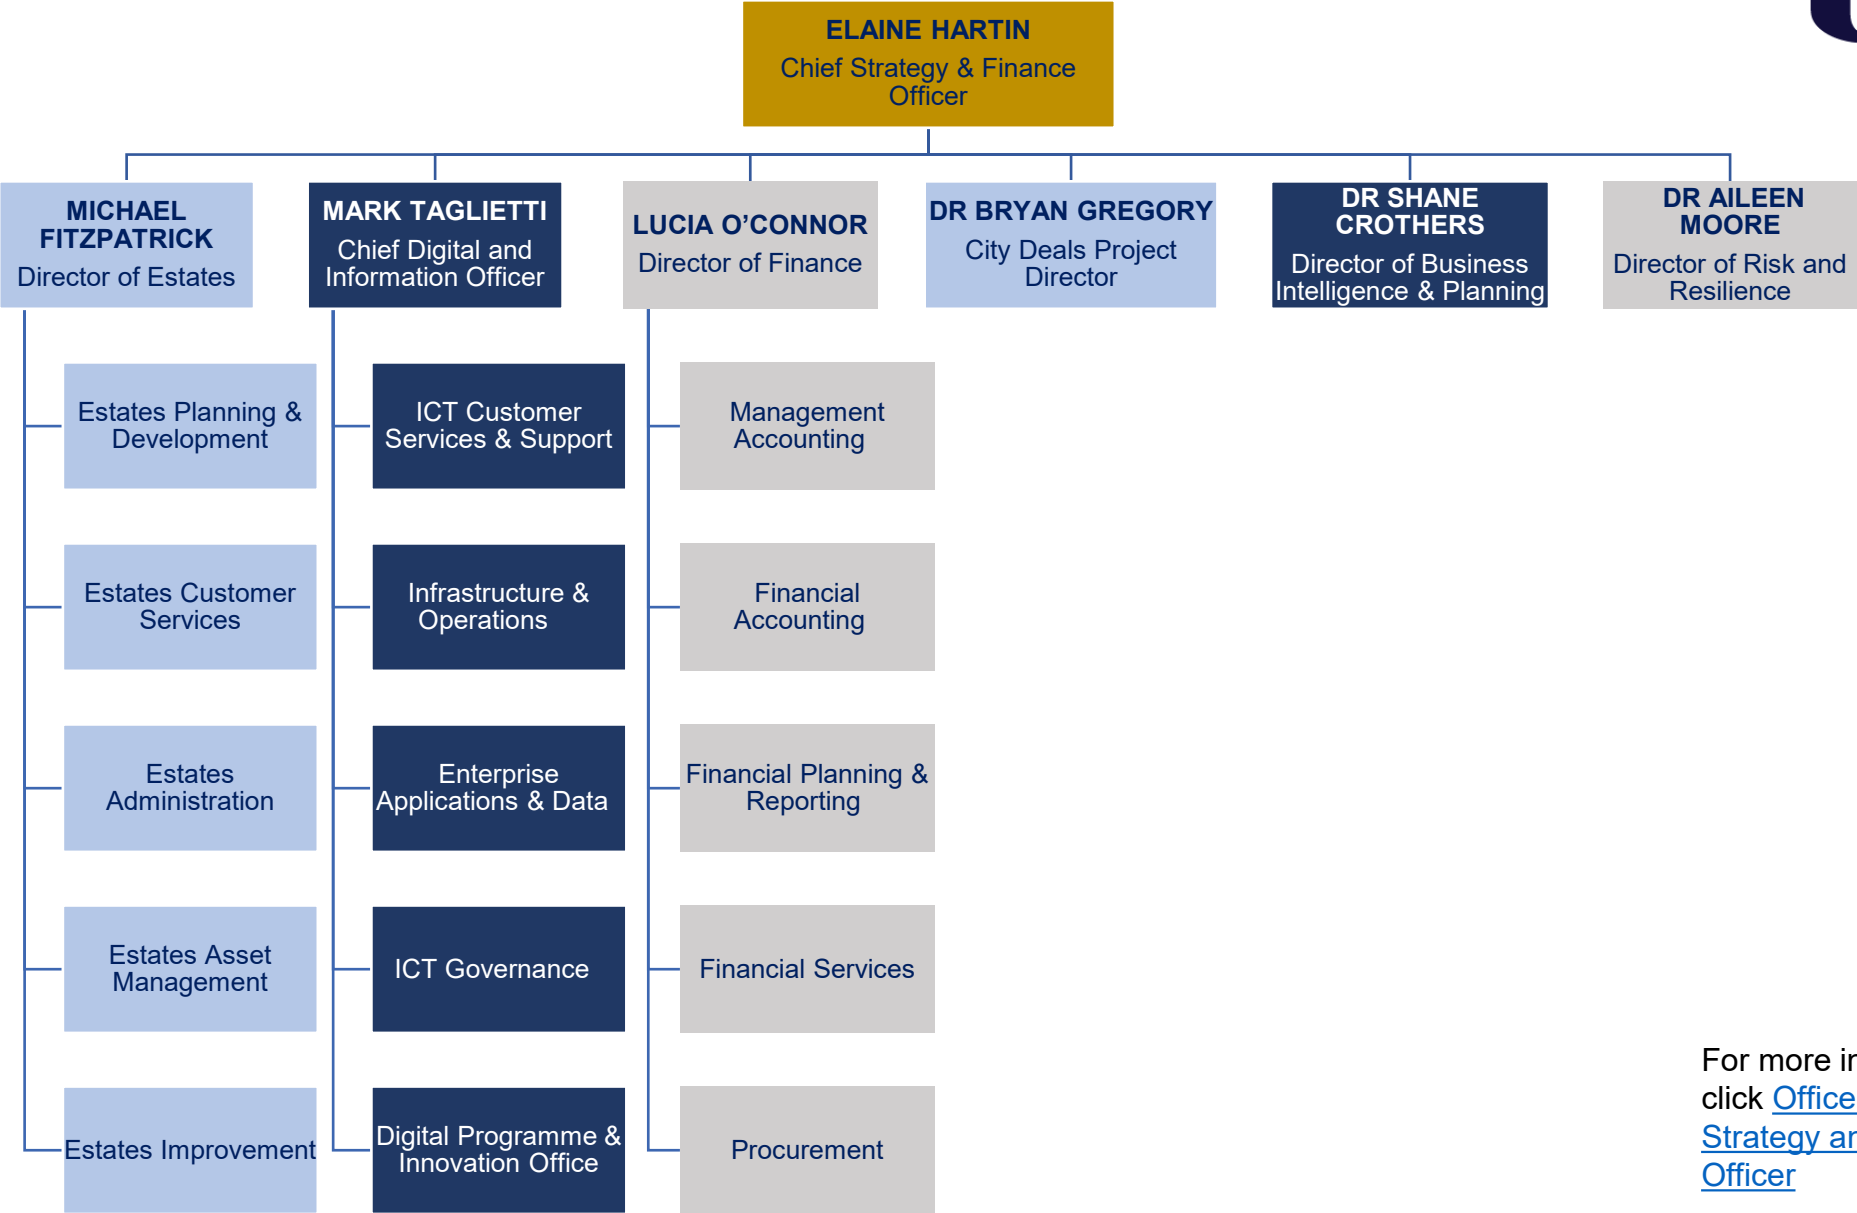 ELAINE HARTIN
Chief Strategy & Finance
Officer
MICHAEL
FITZPATRICK
Director of Estates
MARK TAGLIETTI
Chief Digital and
Information Officer
LUCIA O’CONNOR
Director of Finance
DR BRYAN GREGORY
City Deals Project
Director
DR SHANE
CROTHERS
Director of Business
Intelligence & Planning
DR AILEEN
MOORE
Director of Risk and
Resilience
Estates Planning &
Development
Estates Customer
Services
Estates
Administration
Estates Asset
Management
Estates Improvement
ICT Customer
Services & Support
Infrastructure &
Operations
Enterprise
Applications & Data
ICT Governance
Digital Programme &
Innovation Office
Management
Accounting
Financial
Accounting
Financial Planning &
Reporting
Financial Services
Procurement
For more
click Office
Strategy
Officer